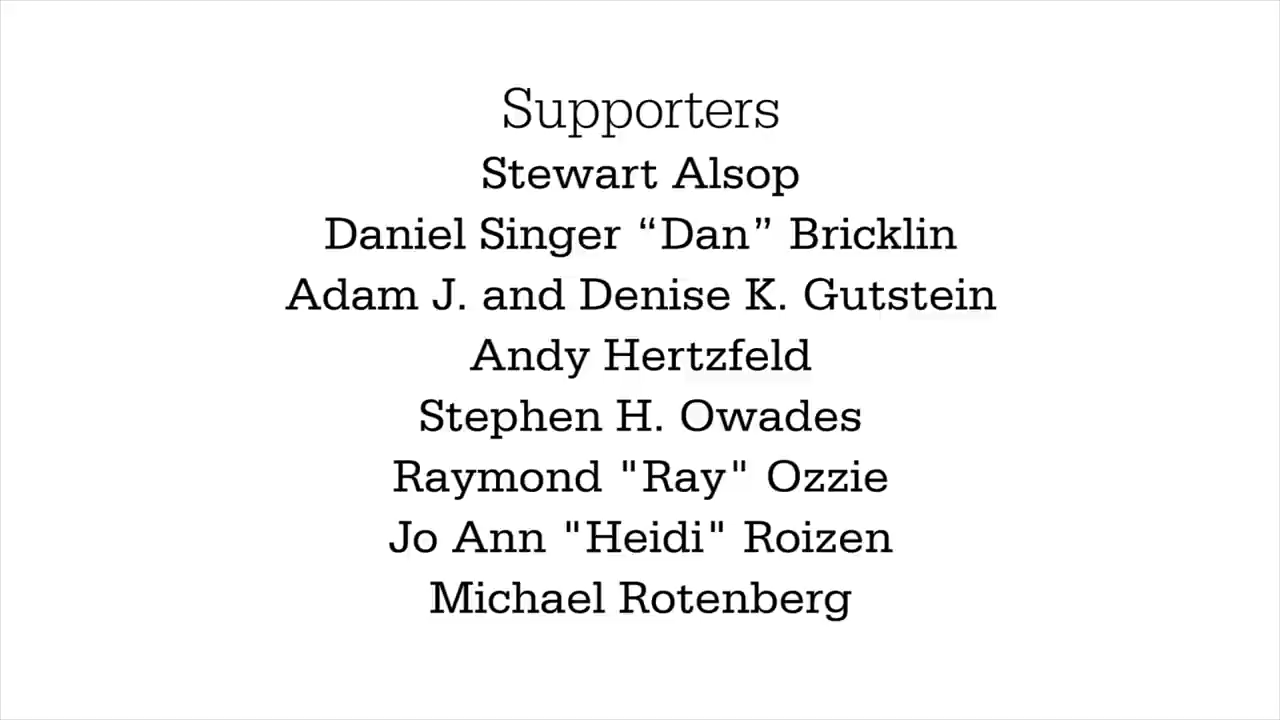 Supporters
Stewart Alsop
Daniel Singer “Dan” Bricklin
Adam J. and Denise K. Gutstein
Andy Hertzfeld
Stephen H. Owades
Raymond "Ray" Ozzie
Jo Ann "Heidi" Roizen
Michael Rotenberg